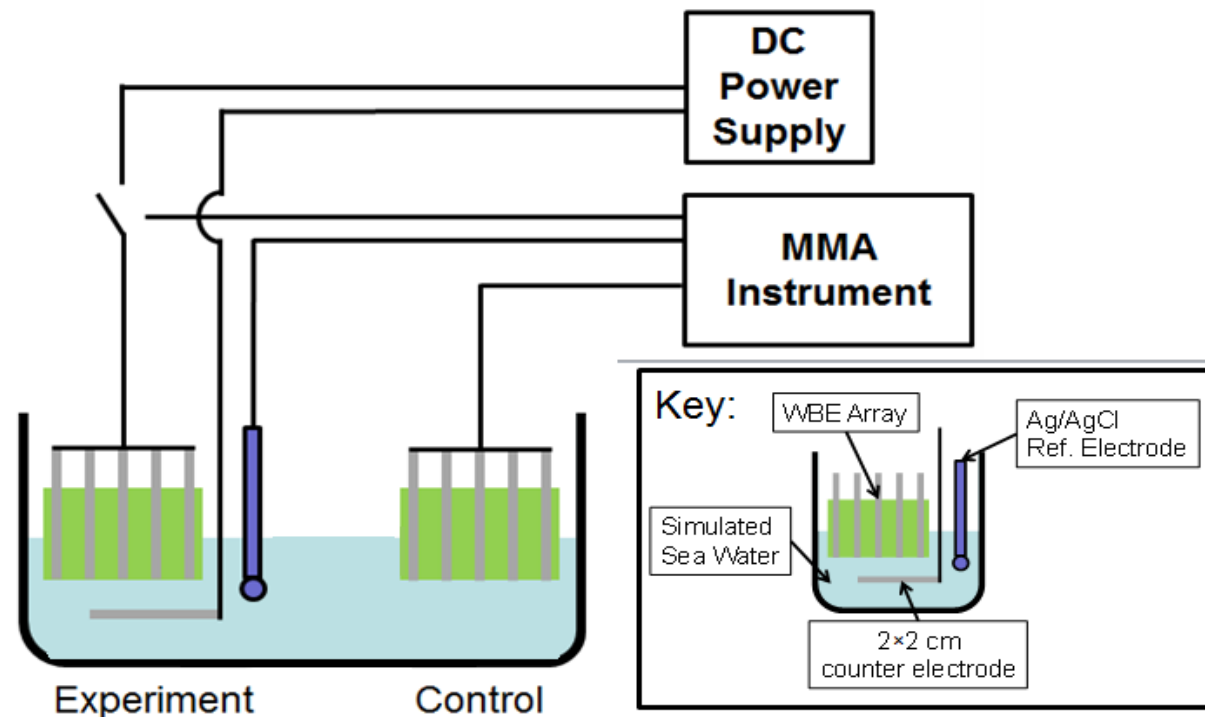 DC
Power
Supply
MMA
Instrument
Key:
WBE Array
Ag/AgCl
Ref. Electrode
Simulated
Sea Water
2×2 cm
counter electrode
Experiment
Control